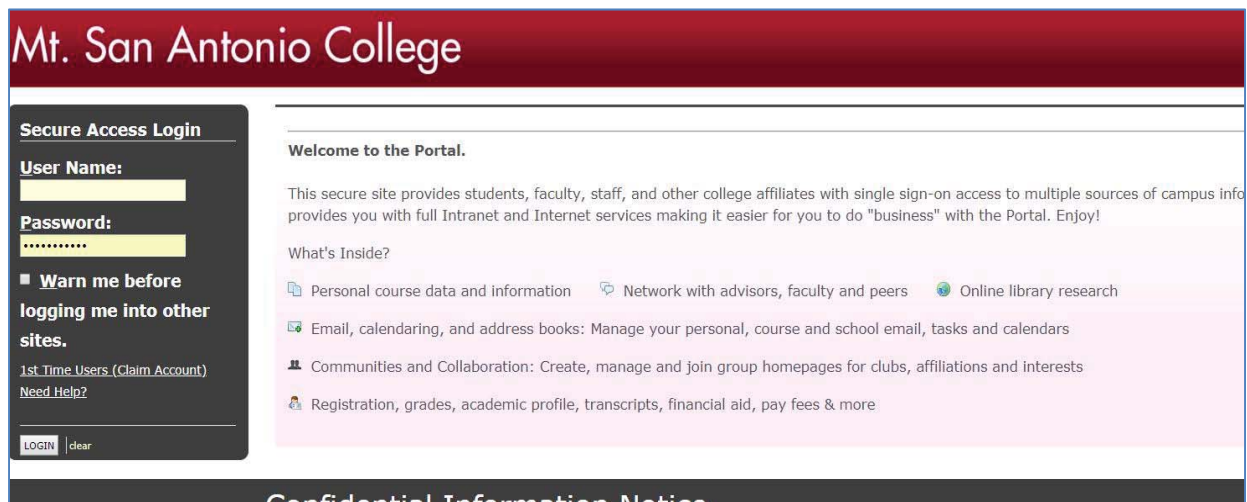 Mt. San Antonio College
Secure Access Login
User Name:
Password:
•••••••••••
Warn me before
logging me into other
sites.
1st Time Users (Claim Account)
Need Help?
LOGIN clear
Welcome to the Portal.
This secure site provides students, faculty, staff, and other college affiliates with single sign-on access to multiple sources of campus info
provides you with full Intranet and Internet services making it easier for you to do "business" with the Portal. Enjoy!
What's Inside?
Personal course data and information Network with advisors, faculty and peers Online library research
Email, calendaring, and address books: Manage your personal, course and school email, tasks and calendars
Communities and Collaboration: Create, manage and join group homepages for clubs, affiliations and interests
Registration, grades, academic profile, transcripts, financial aid, pay fees & more
Confidential Information Notice